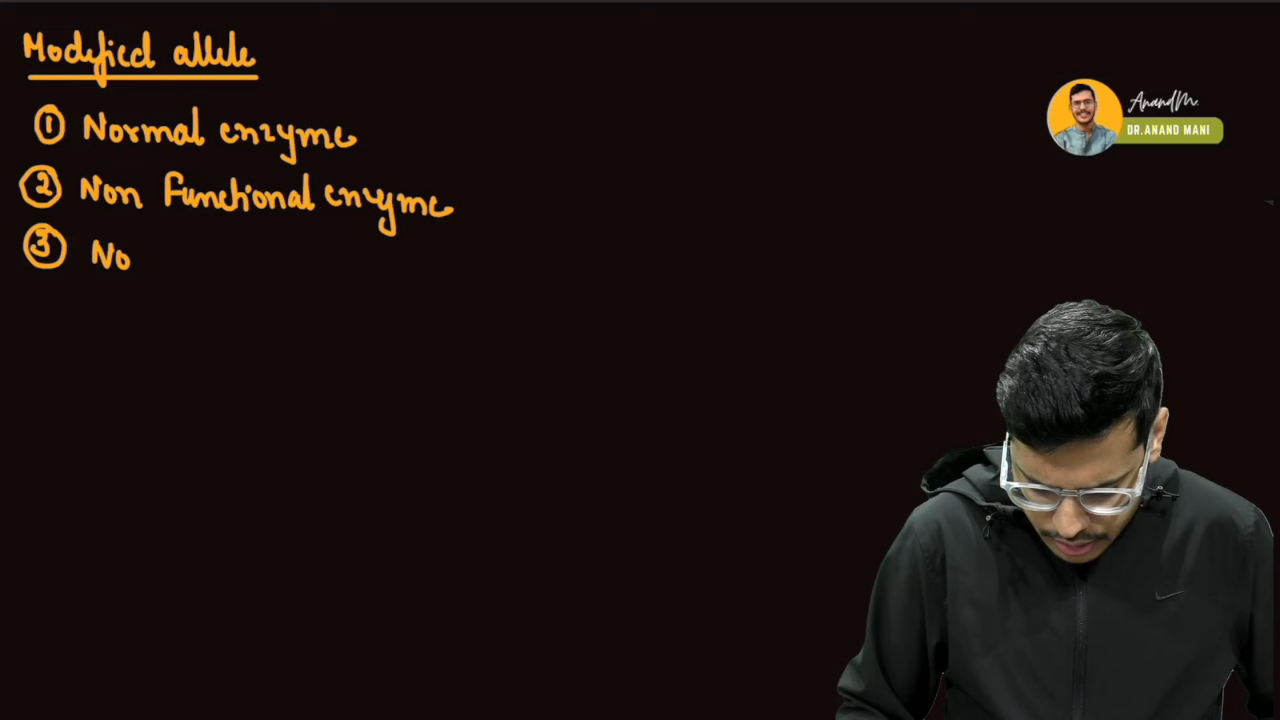 Modified allele
① Normal enzyme
② Non functional enzyme
③ No
AnandM.
DR.ANAND MANI